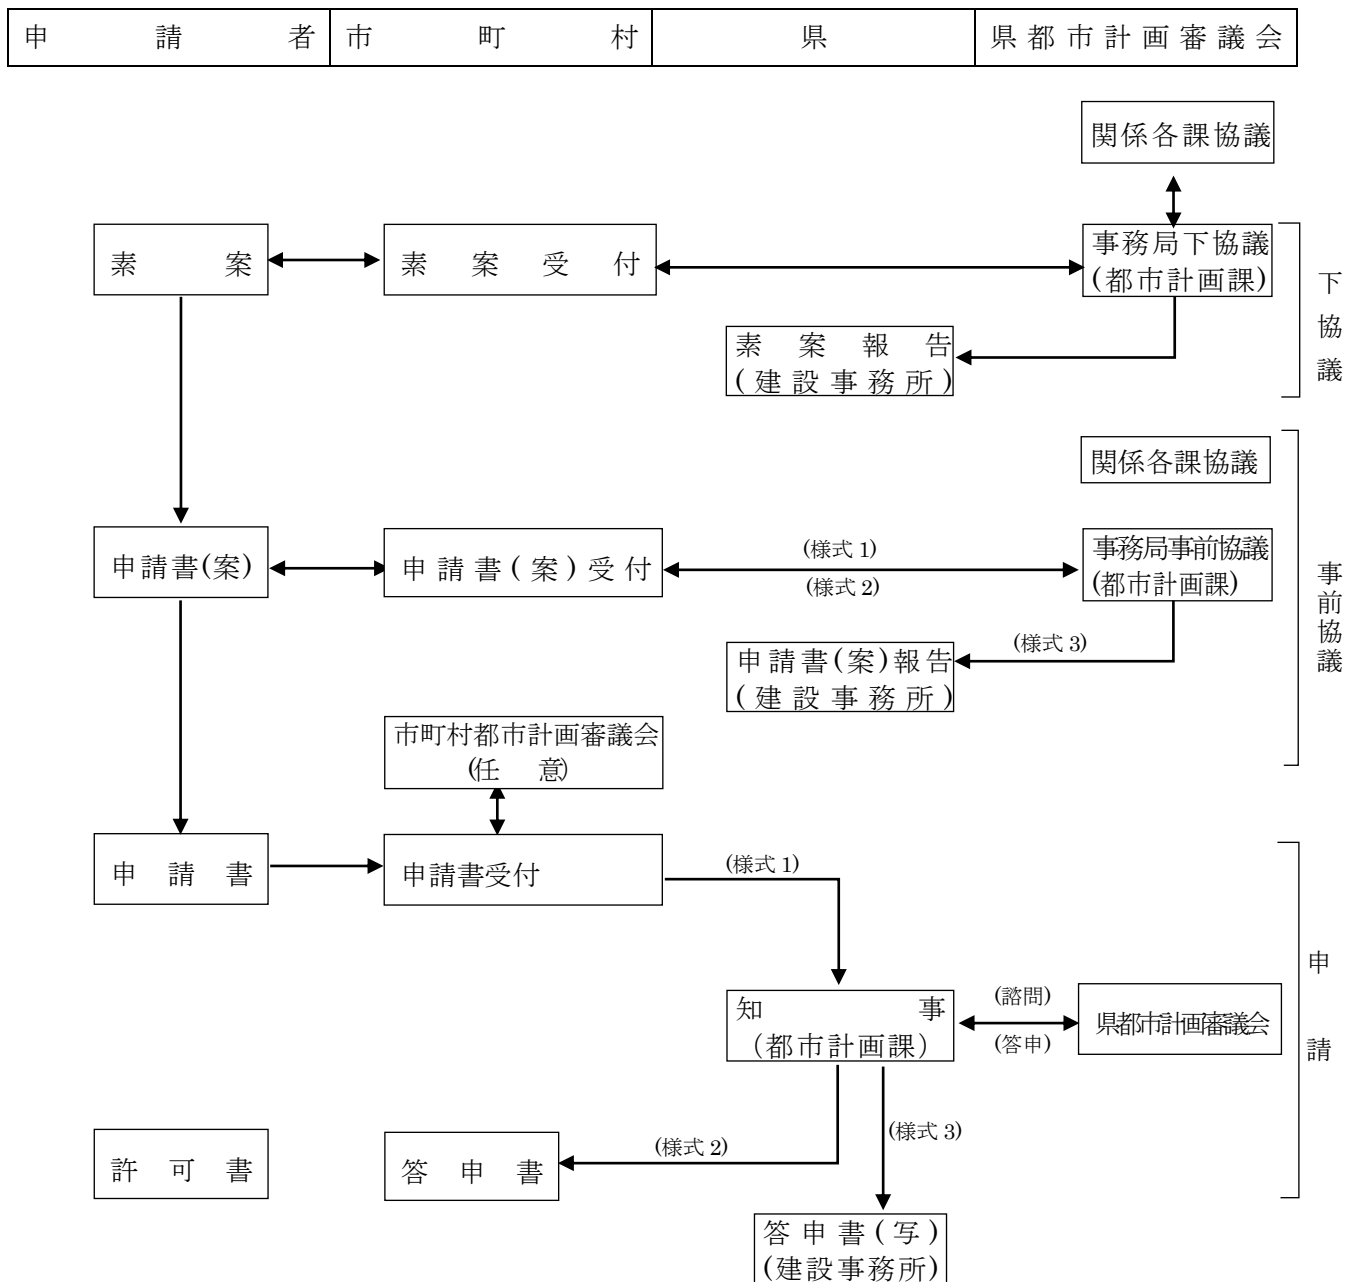 申請者 市町村 県 県都市計画審議会
関係各課協議
素案
素案受付
事務局下協議
(都市計画課)
下協議
素案報告
(建設事務所)
関係各課協議
申請書(案)
申請書(案)受付
(様式 1)
(様式 2)
事務局事前協議
(都市計画課)
事前協議
(様式 3)
申請書(案)報告
(建設事務所)
市町村都市計画審議会
(任意)
申請書
申請書受付
(様式 1)
申請
知事
(都市計画課)
(諮問)
(答申)
県都市計画審議会
許可書
答申書
(様式 2)
(様式 3)
答申書(写)
(建設事務所)